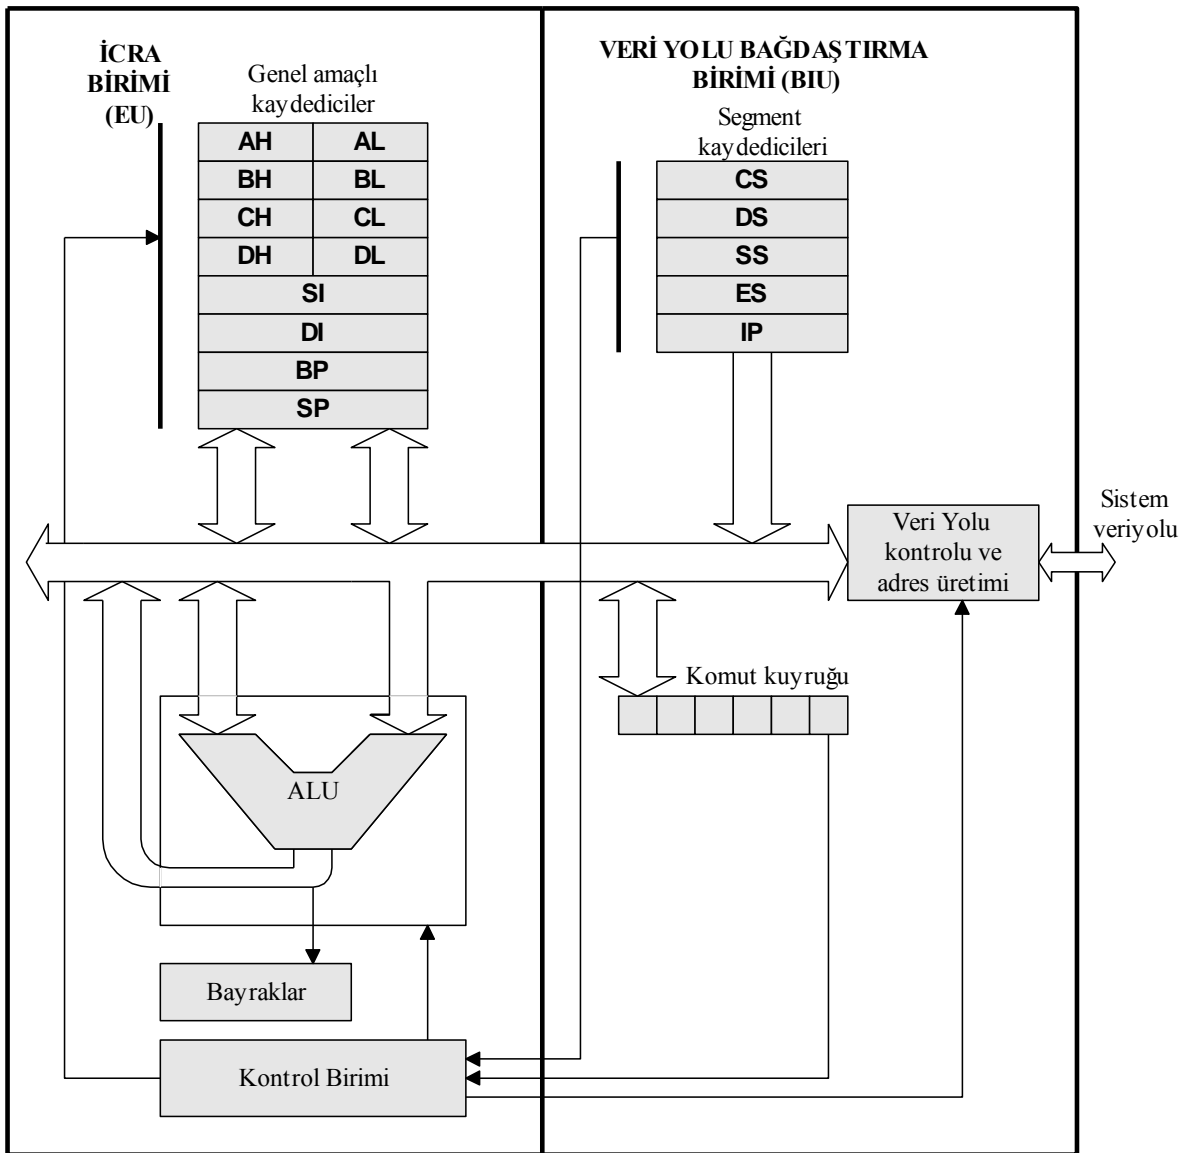 İCRA
BİRİMİ
(EU)
Genel amaçlı
kaydediciler
AH AL
BH BL
CH CL
DH DL
SI
DI
BP
SP
VERİ YOLU BAĞDAŞTIRMA
BİRİMİ (BIU)
Segment
kaydedicileri
CS
DS
SS
ES
IP
Veri Yolu
kontrolu ve
adres üretimi
Sistem
veriyolu
Komut kuyruğu
ALU
Bayraklar
Kontrol Birimi